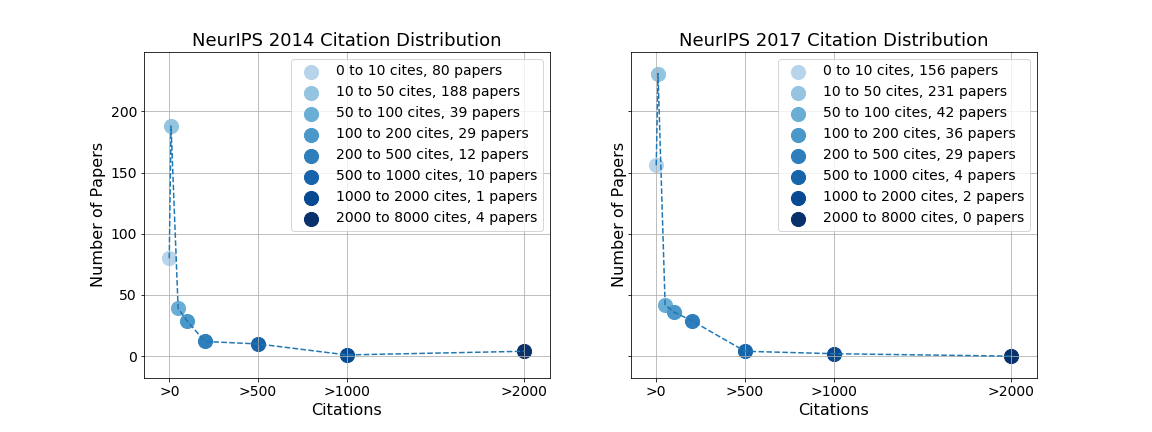 NeurIPS 2014 Citation Distribution
0 to 10 cites, 80 papers
10 to 50 cites, 188 papers
50 to 100 cites, 39 papers
100 to 200 cites, 29 papers
200 to 500 cites, 12 papers
500 to 1000 cites, 10 papers
1000 to 2000 cites, 1 papers
2000 to 8000 cites, 4 papers
Number of Papers
200
150
100
50
0
>0 >500 >1000 >2000
Citations
NeurIPS 2017 Citation Distribution
0 to 10 cites, 156 papers
10 to 50 cites, 231 papers
50 to 100 cites, 42 papers
100 to 200 cites, 36 papers
200 to 500 cites, 29 papers
500 to 1000 cites, 4 papers
1000 to 2000 cites, 2 papers
2000 to 8000 cites, 0 papers
Number of Papers
>0 >500 >1000 >2000
Citations